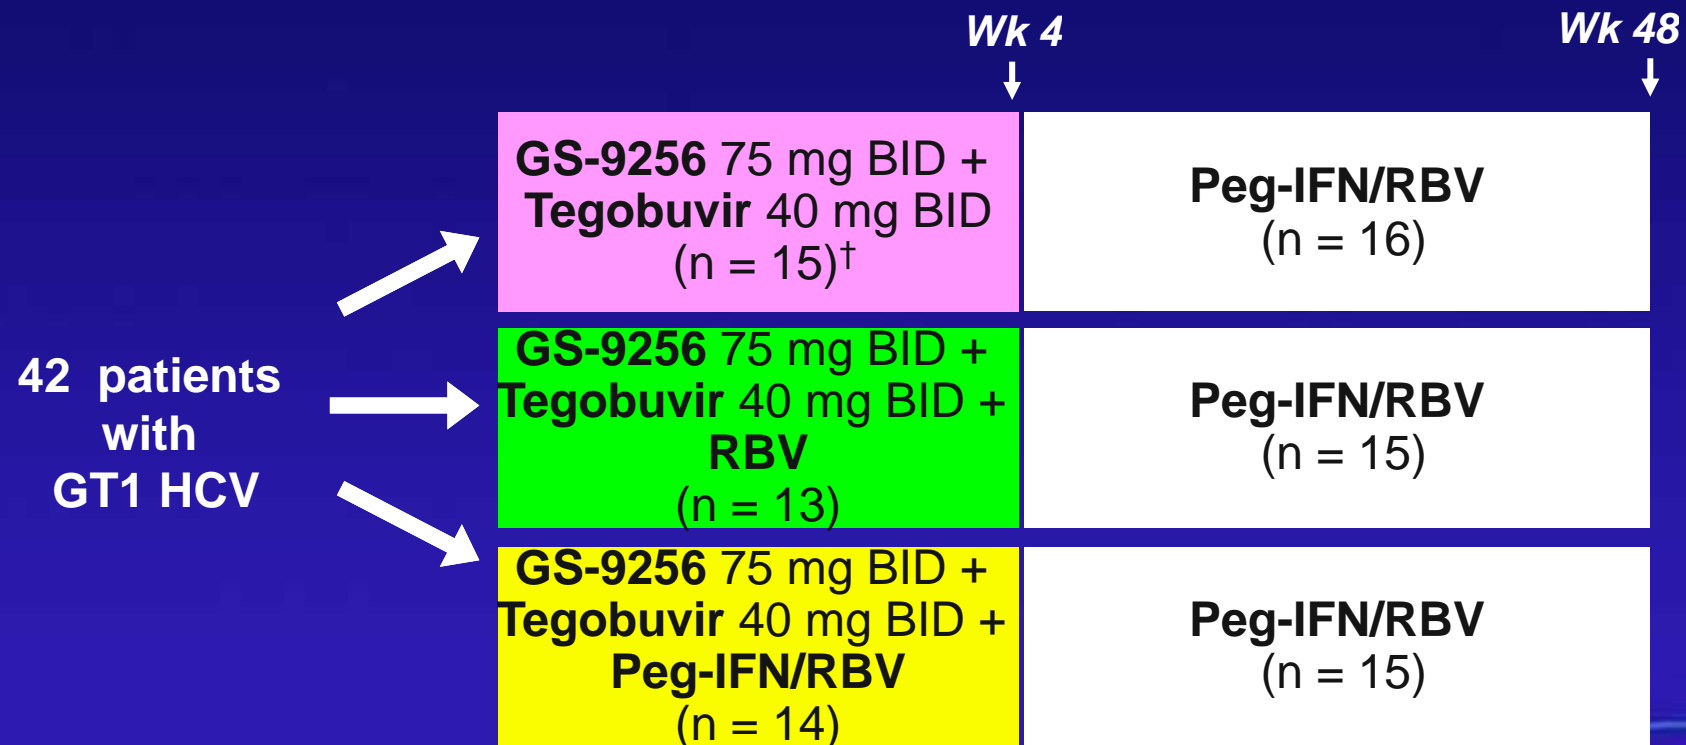 Wk 4
Wk 48
GS-9256 75 mg BID +
Tegobuvir 40 mg BID
(n = 15)†
Peg-IFN/RBV
(n = 16)
42 patients
with
GT1 HCV
GS-9256 75 mg BID +
Tegobuvir 40 mg BID +
RBV
(n = 13)
Peg-IFN/RBV
(n = 15)
GS-9256 75 mg BID +
Tegobuvir 40 mg BID +
Peg-IFN/RBV
(n = 14)
Peg-IFN/RBV
(n = 15)